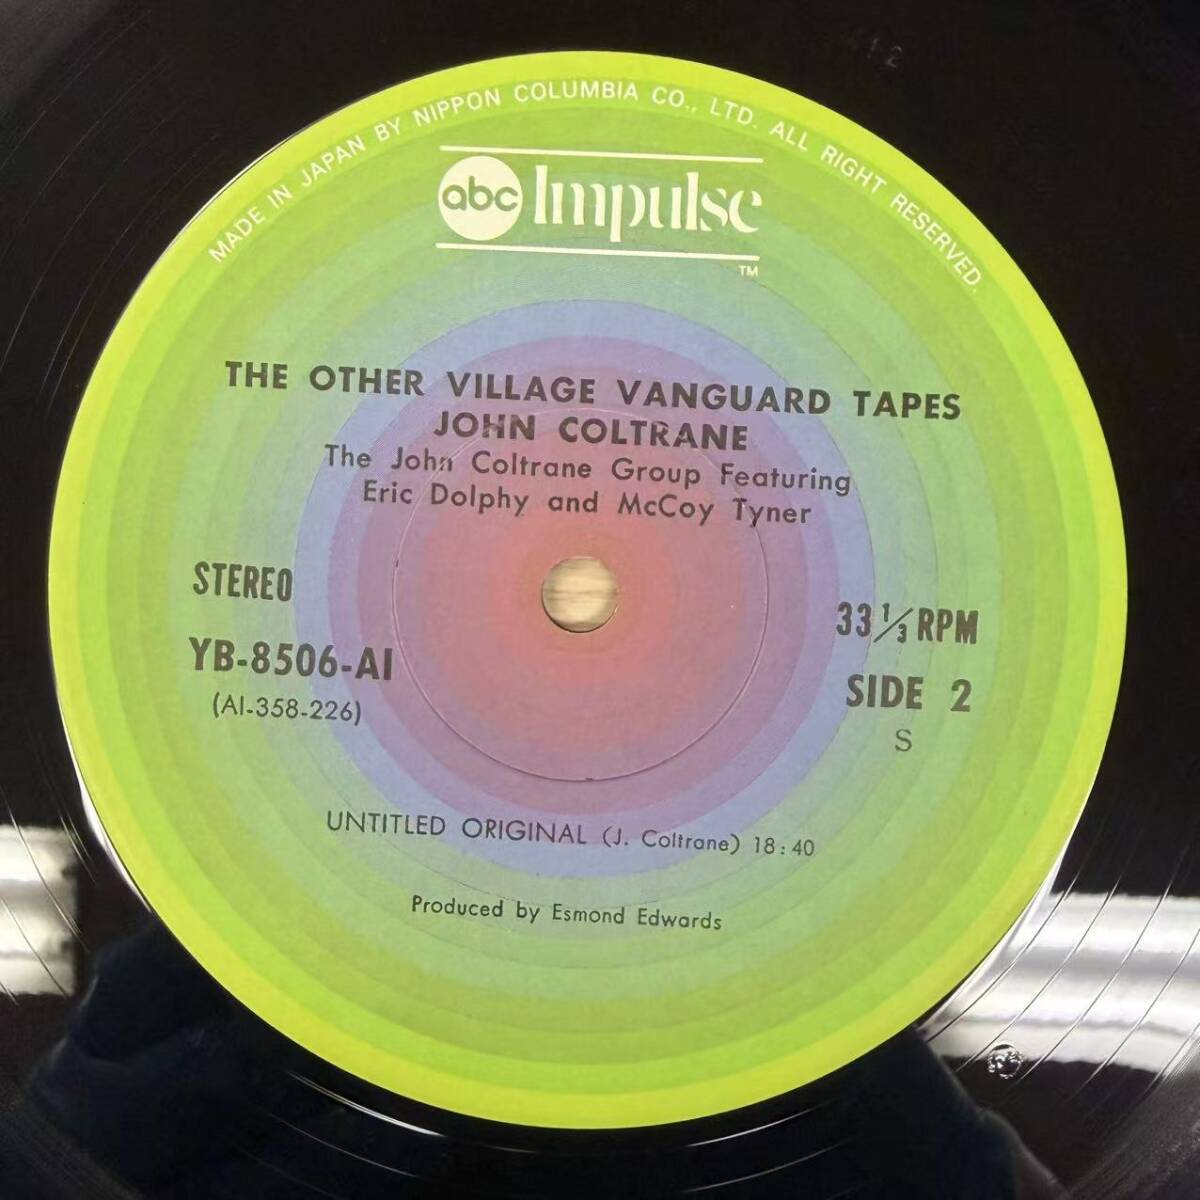 MADE IN JAPAN BY NIPPON COLUMBIA CO., LTD. ALL RIGHT RESERVED.
abc Impulse
TM
THE OTHER VILLAGE VANGUARD TAPES
JOHN COLTRANE
The John Coltrane Group Featuring
Eric Dolphy and McCoy Tyner
STEREO
YB-8506-AI
(AI-358-226)
33 1/3 RPM
SIDE 2
S
UNTITLED ORIGINAL (J. Coltrane) 18:40
Produced by Esmond Edwards